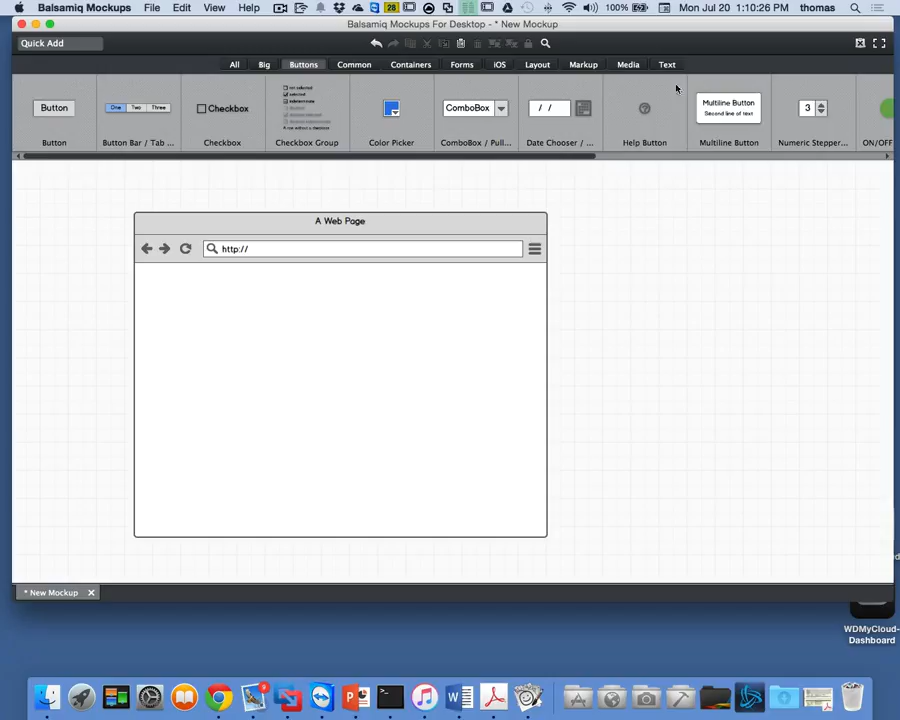 Balsamiq Mockups File Edit View Help 28 100% Mon Jul 20 1:10:26 PM thomas
Balsamiq Mockups For Desktop - * New Mockup
Quick Add
All Big Buttons Common Containers Forms iOS Layout Markup Media Text
Button One Two Three Checkbox ComboBox / / ? Multiline Button Second line of text 3
Button Button Bar / Tab ... Checkbox Checkbox Group Color Picker ComboBox / Pull... Date Chooser / ... Help Button Multiline Button Numeric Stepper... ON/OFF
A Web Page
http://
* New Mockup
WDMyCloud-
Dashboard